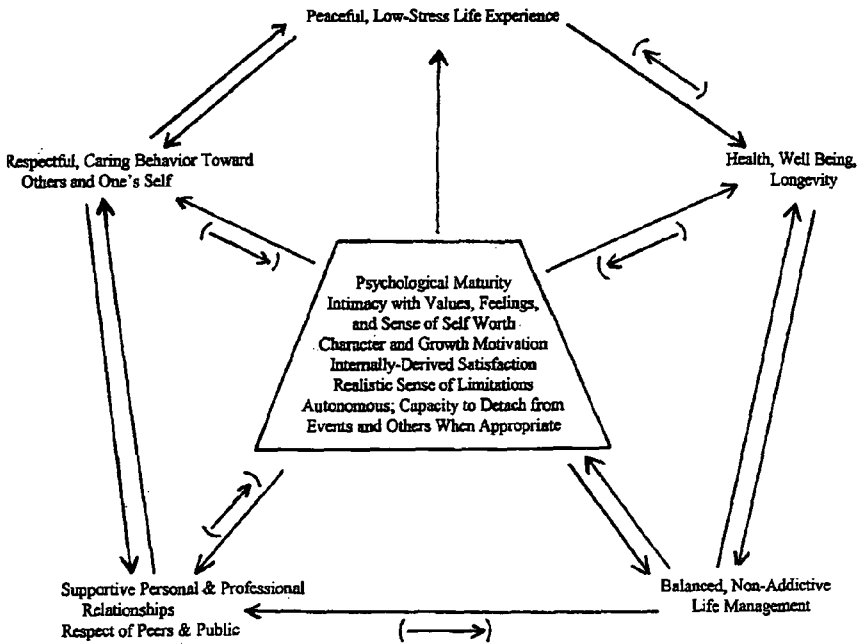 Peaceful, Low-Stress Life Experience
Respectful, Caring Behavior Toward
Others and One's Self
Health, Well Being,
Longevity
Psychological Maturity
Intimacy with Values, Feelings,
and Sense of Self Worth
Character and Growth Motivation
Internally-Derived Satisfaction
Realistic Sense of Limitations
Autonomous; Capacity to Detach from
Events and Others When Appropriate
Supportive Personal & Professional
Relationships
Respect of Peers & Public
Balanced, Non-Addictive
Life Management